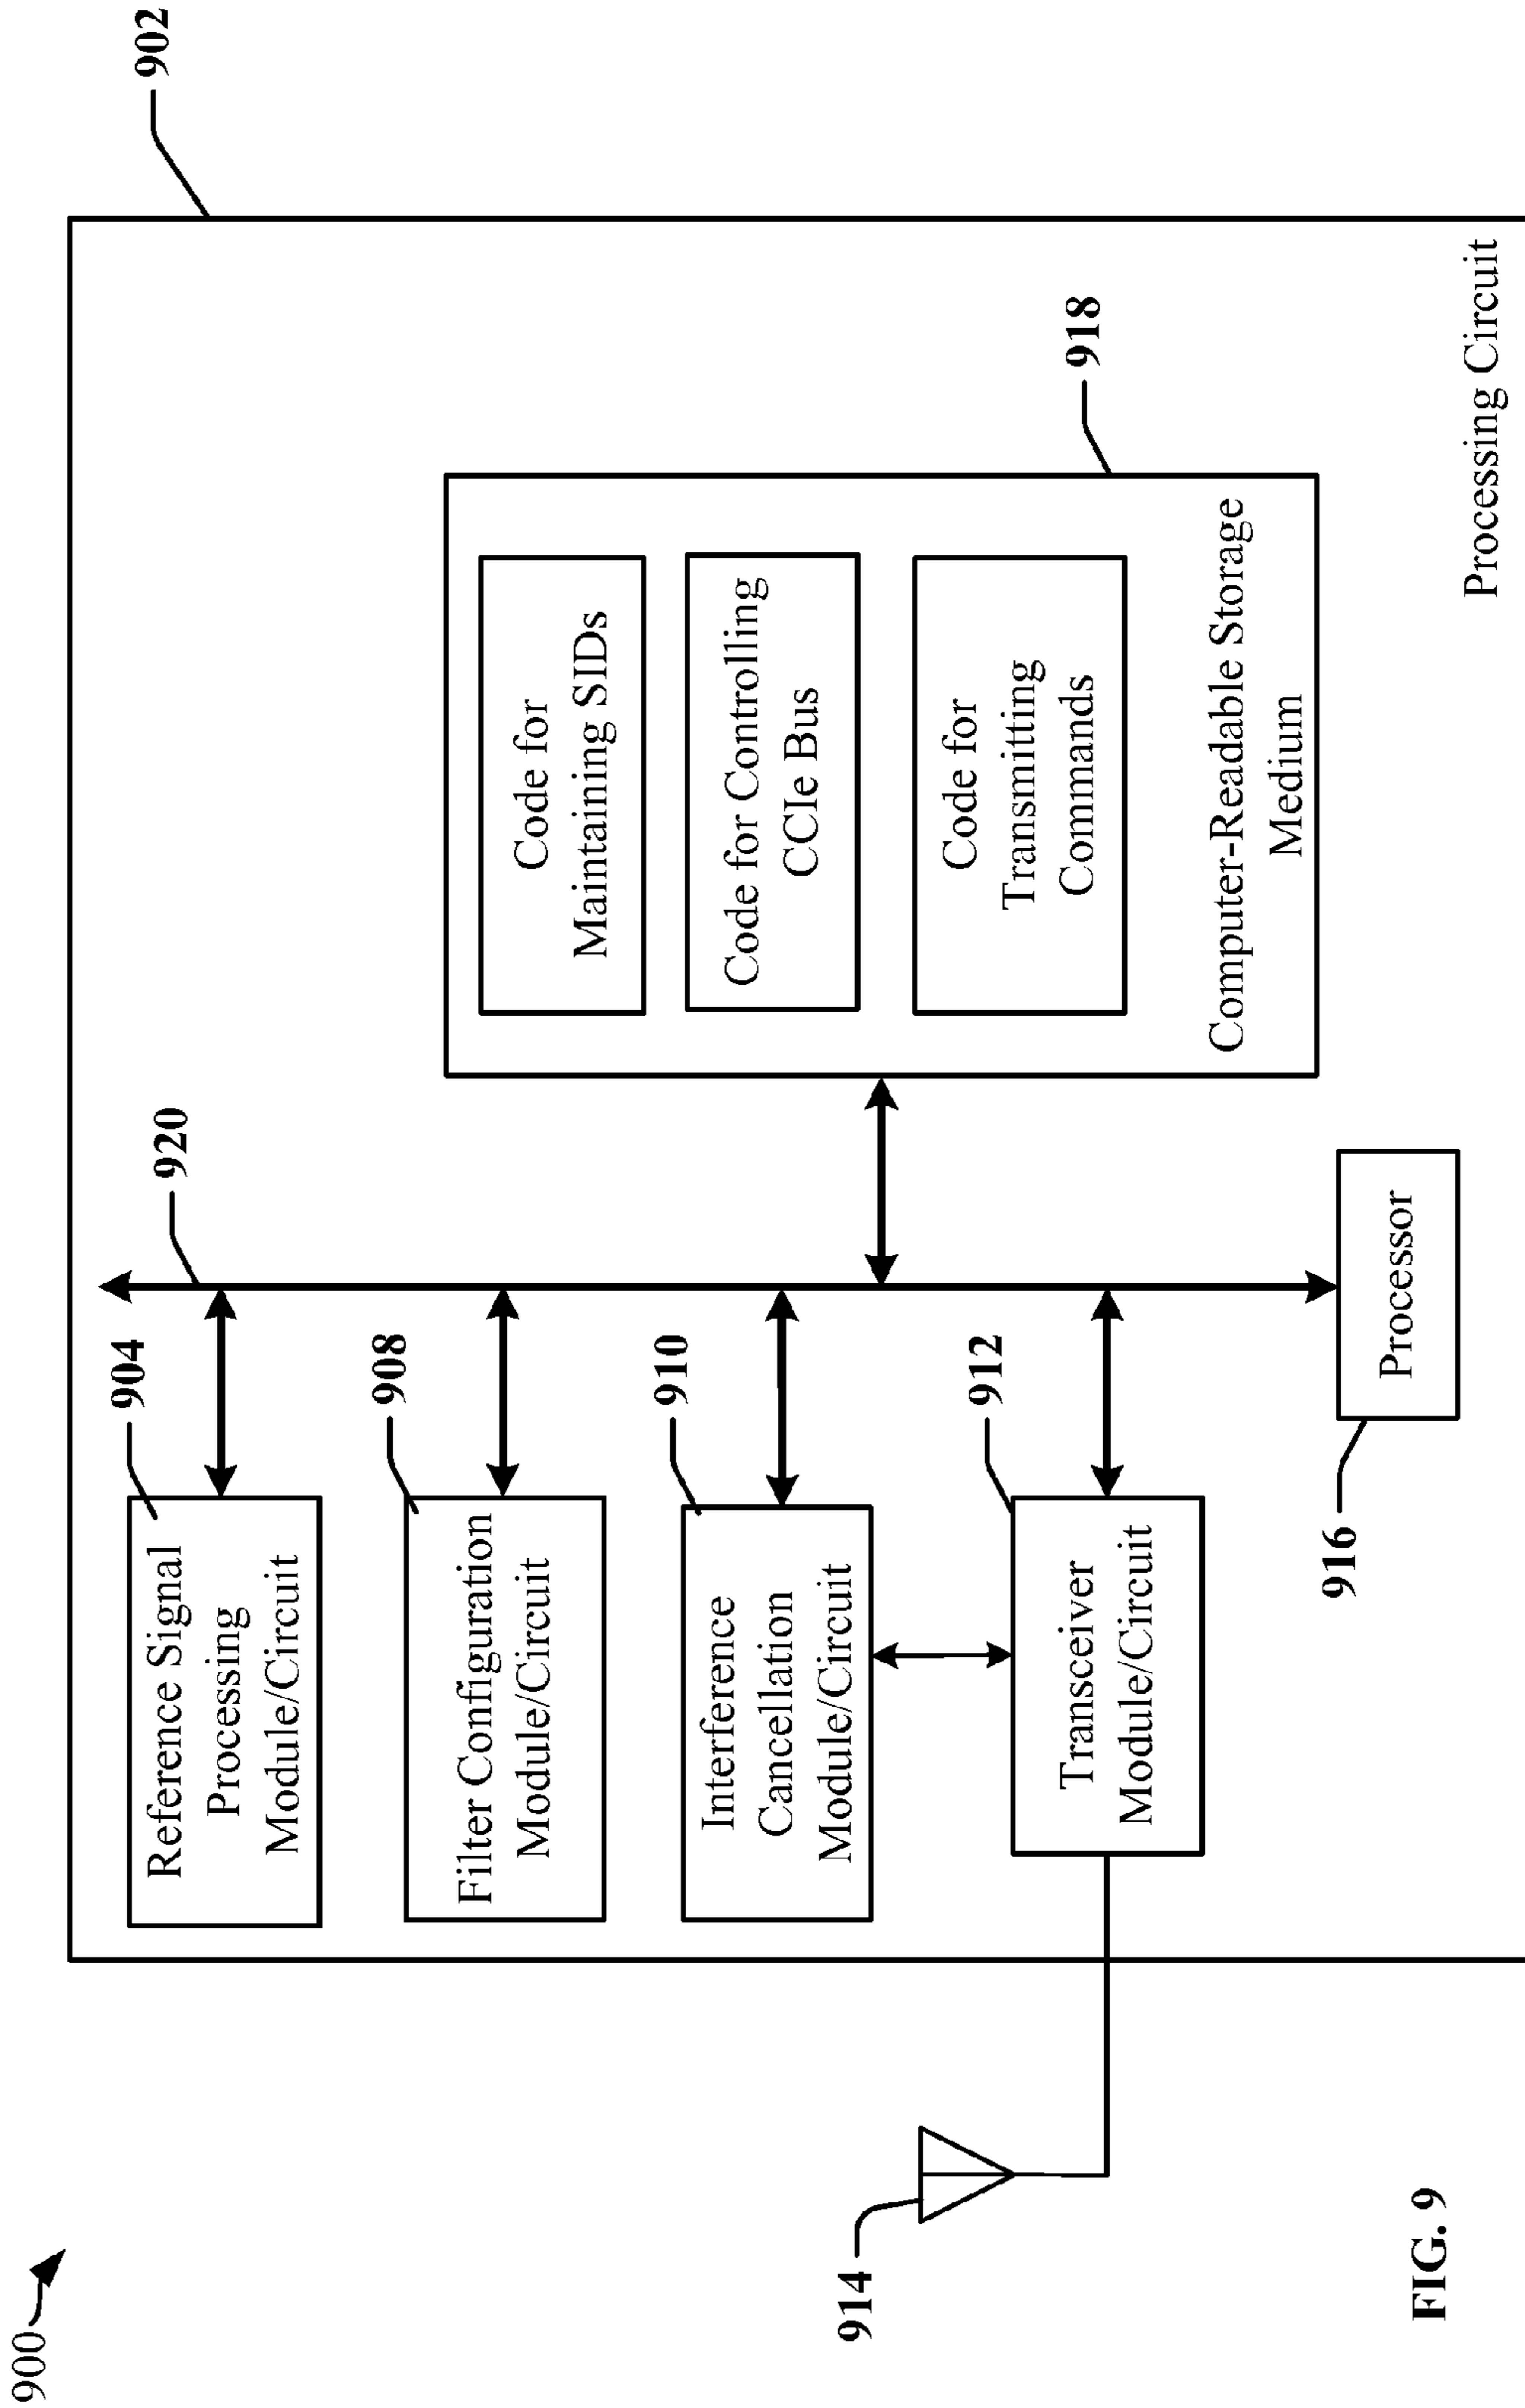 900
902
920
904
Reference Signal
Processing
Module/Circuit
908
Filter Configuration
Module/Circuit
910
Interference
Cancellation
Module/Circuit
912
Transceiver
Module/Circuit
914
916
Processor
Code for
Maintaining SIDs
Code for Controlling
CCIe Bus
Code for
Transmitting
Commands
Computer-Readable Storage
Medium
918
Processing Circuit
FIG. 9